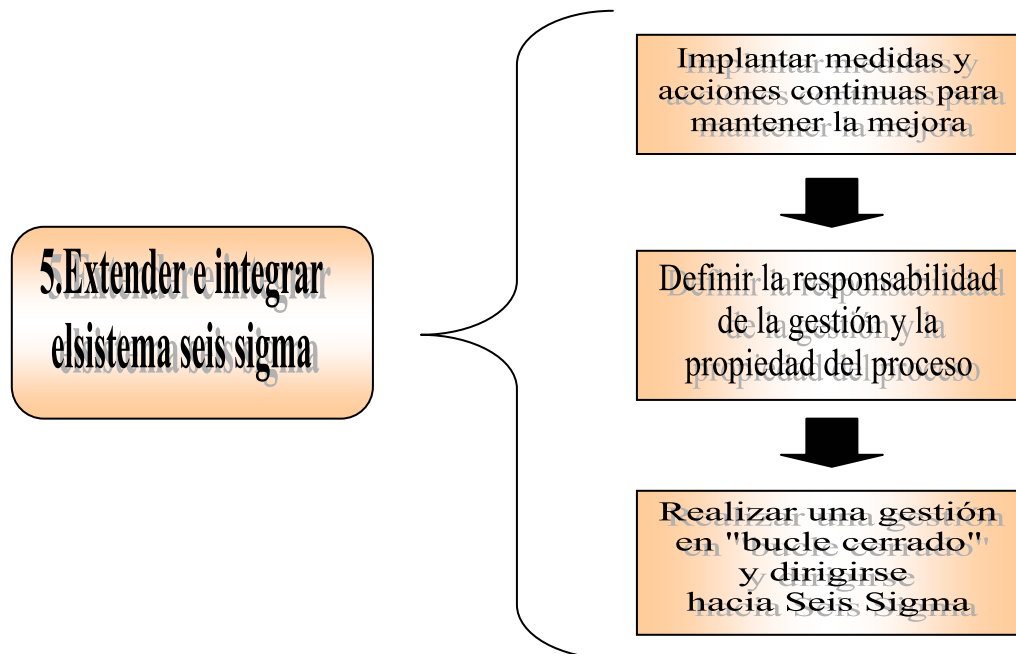 5.Extender e integrar
elsistema seis sigma
Implantar medidas y
acciones continuas para
mantener la mejora
Definir la responsabilidad
de la gestión y la
propiedad del proceso
Realizar una gestión
en "bucle cerrado"
y dirigirse
hacia Seis Sigma